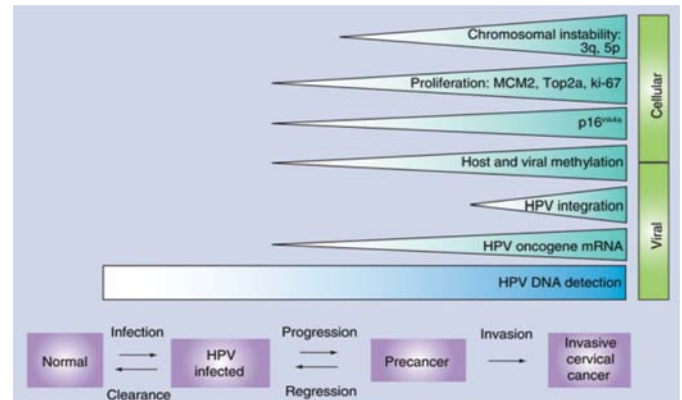 Chromosomal instability:
3q, 5p
Proliferation: MCM2, Top2a, ki-67
p16ink4a
Host and viral methylation
HPV integration
HPV oncogene mRNA
HPV DNA detection
Cellular
Viral
Normal
Infection
Clearance
HPV
infected
Progression
Regression
Precancer
Invasion
Invasive
cervical
cancer